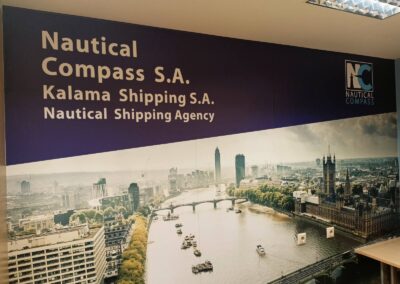 Nautical
Compass S.A.
Kalama Shipping S.A.
Nautical Shipping Agency
NC
NAUTICAL
COMPASS